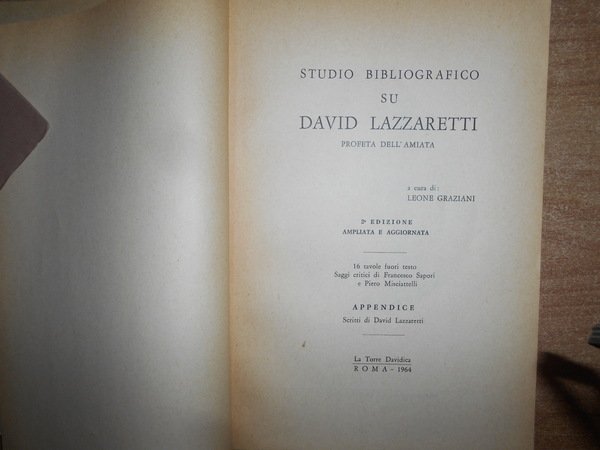 STUDIO BIBLIOGRAFICO
SU
DAVID LAZZARETTI
PROFETA DELL'AMIATA
a cura di:
LEONE GRAZIANI
2ª EDIZIONE
AMPLIATA E AGGIORNATA
16 tavole fuori testo
Saggi critici di Francesco Sapori
e Piero Misciattelli
APPENDICE
Scritti di David Lazzaretti
La Torre Davidica
ROMA - 1964